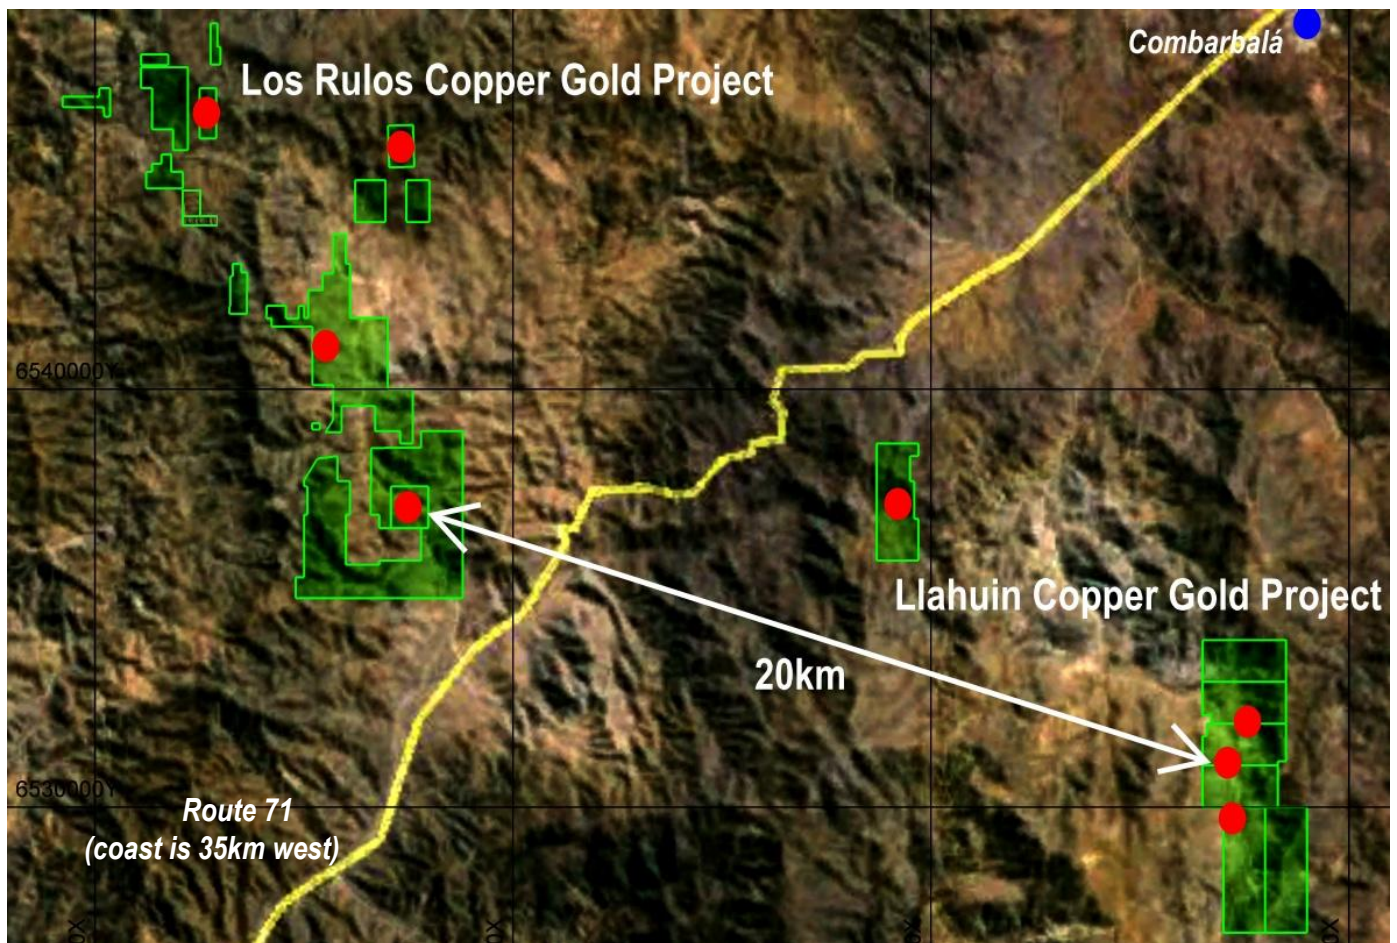 Combarbalá
Los Rulos Copper Gold Project
6540000Y
Llahuin Copper Gold Project
20km
6530000Y
Route 71
(coast is 35km west)